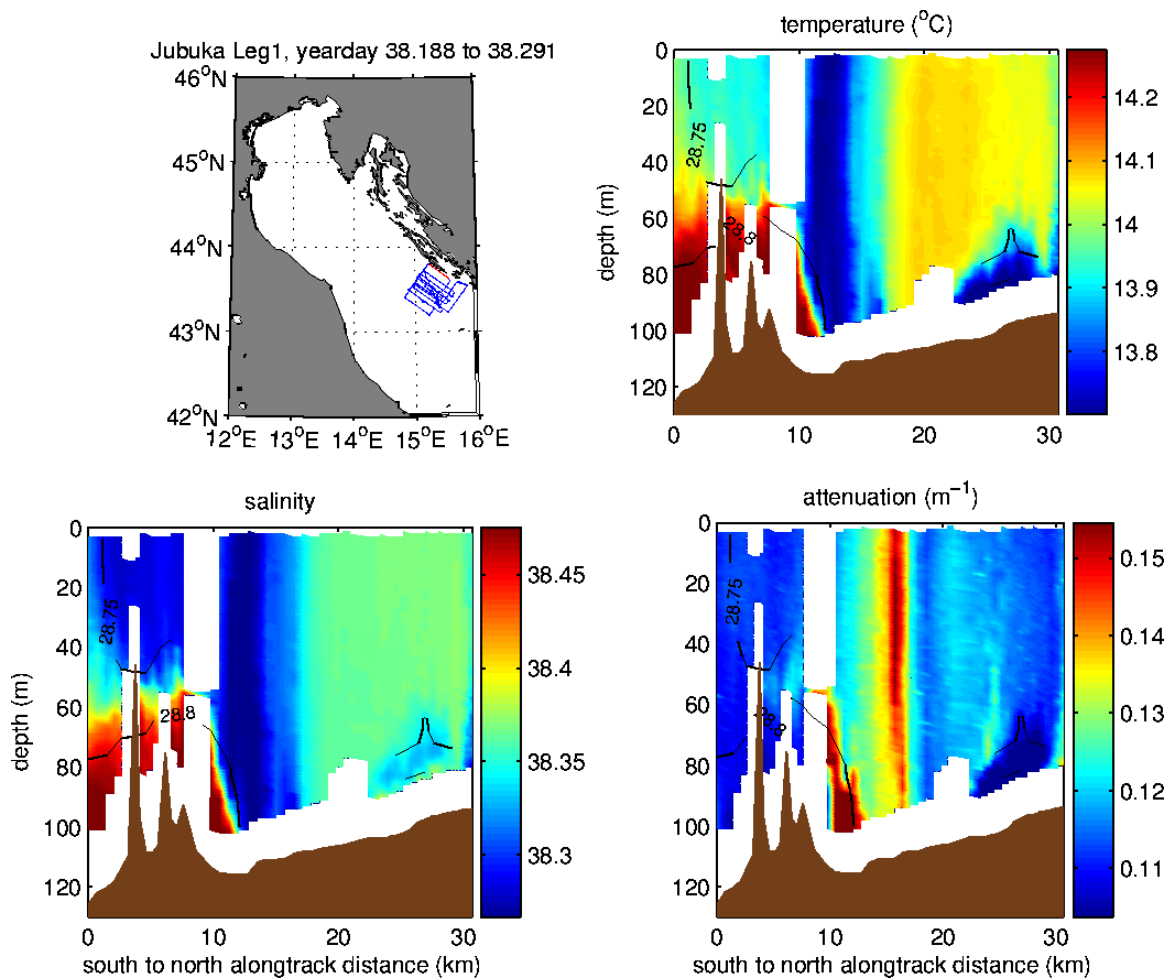 Jubuka Leg1, yearday 38.188 to 38.291
46°N
45°N
44°N
43°N
42°N
12°E 13°E 14°E 15°E 16°E
temperature (°C)
depth (m)
0
20
40
60
80
100
120
0 10 20 30
28.75
28.8
14.2
14.1
14
13.9
13.8
salinity
depth (m)
0
20
40
60
80
100
120
0 10 20 30
south to north alongtrack distance (km)
28.75
28.8
38.45
38.4
38.35
38.3
attenuation (m⁻¹)
0
20
40
60
80
100
120
0 10 20 30
south to north alongtrack distance (km)
28.75
28.8
0.15
0.14
0.13
0.12
0.11